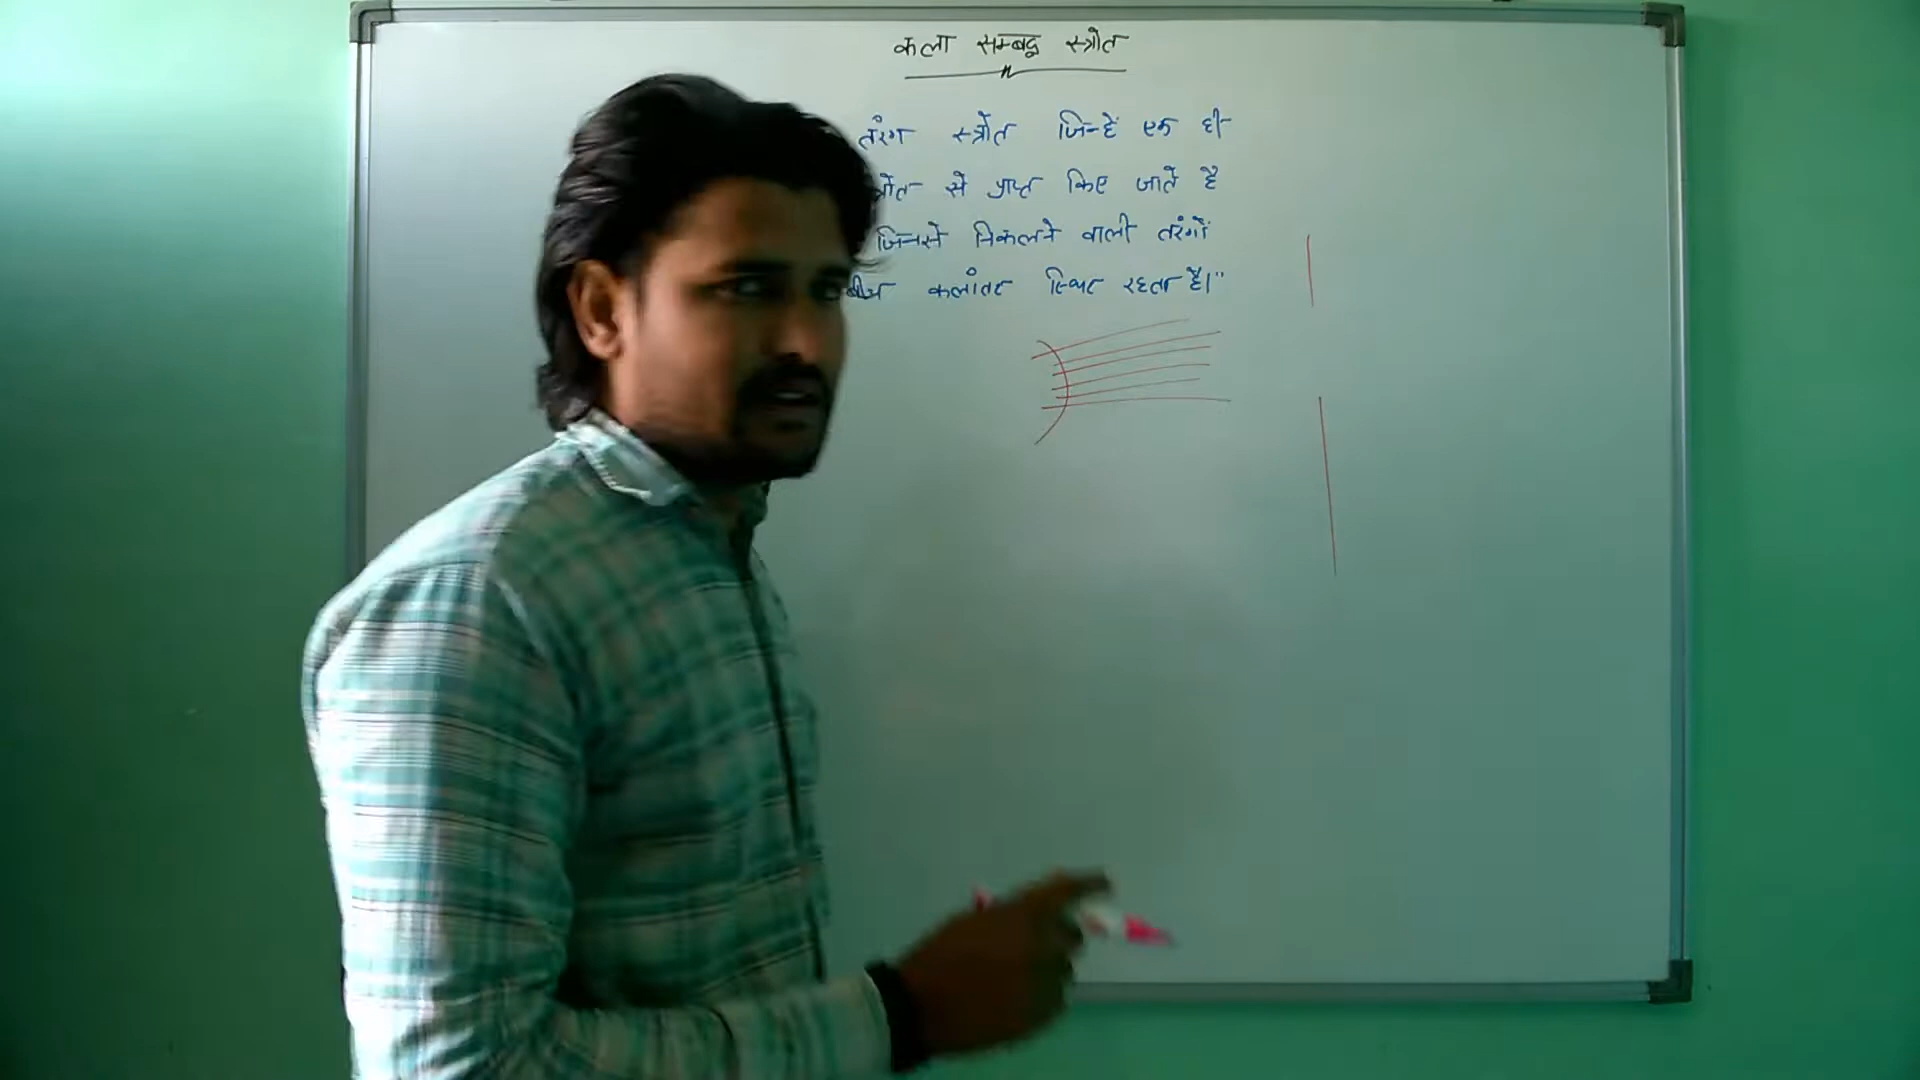 कला सम्बद्ध स्त्रोत
तरंग स्त्रोत जिन्हें एक ही
स्त्रोत से प्राप्त किए जाते है
जिनसे निकलने वाली तरंगों
बीच कलांतर स्थिर रहता है।"